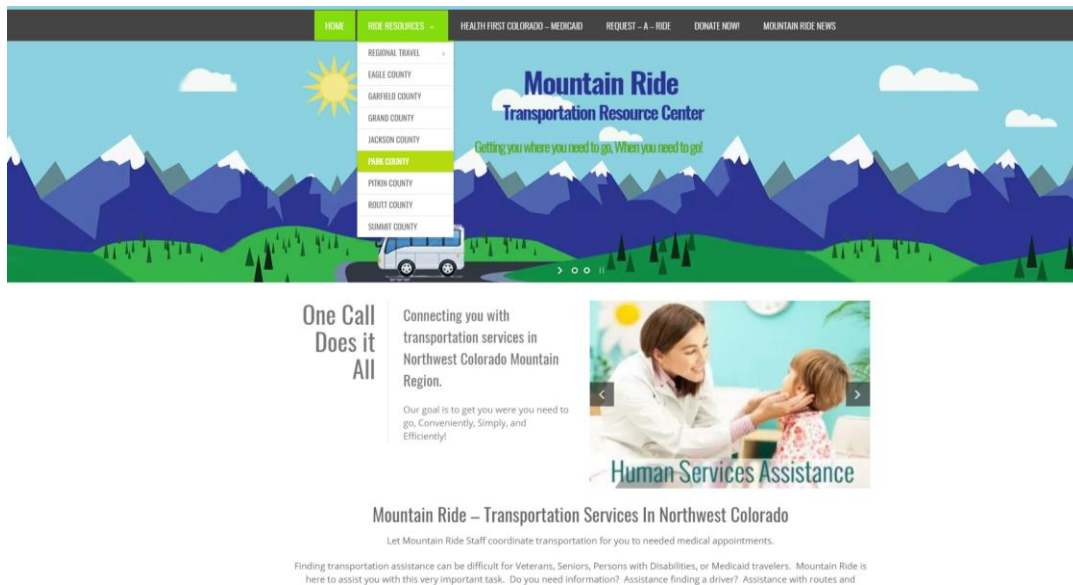 HOME RIDE RESOURCES HEALTH FIRST COLORADO – MEDICAID REQUEST – A – RIDE DONATE NOW! MOUNTAIN RIDE NEWS
REGIONAL TRAVEL
EAGLE COUNTY
GARFIELD COUNTY
GRAND COUNTY
JACKSON COUNTY
PARK COUNTY
PITKIN COUNTY
ROUTT COUNTY
SUMMIT COUNTY
Mountain Ride
Transportation Resource Center
Getting you where you need to go, When you need to go!
One Call
Does it
All
Connecting you with
transportation services in
Northwest Colorado Mountain
Region.
Our goal is to get you were you need to
go, Conveniently, Simply, and
Efficiently!
Human Services Assistance
Mountain Ride – Transportation Services In Northwest Colorado
Let Mountain Ride Staff coordinate transportation for you to needed medical appointments.
Finding transportation assistance can be difficult for Veterans, Seniors, Persons with Disabilities, or Medicaid travelers. Mountain Ride is
here to assist you with this very important task. Do you need information? Assistance finding a driver? Assistance with routes and